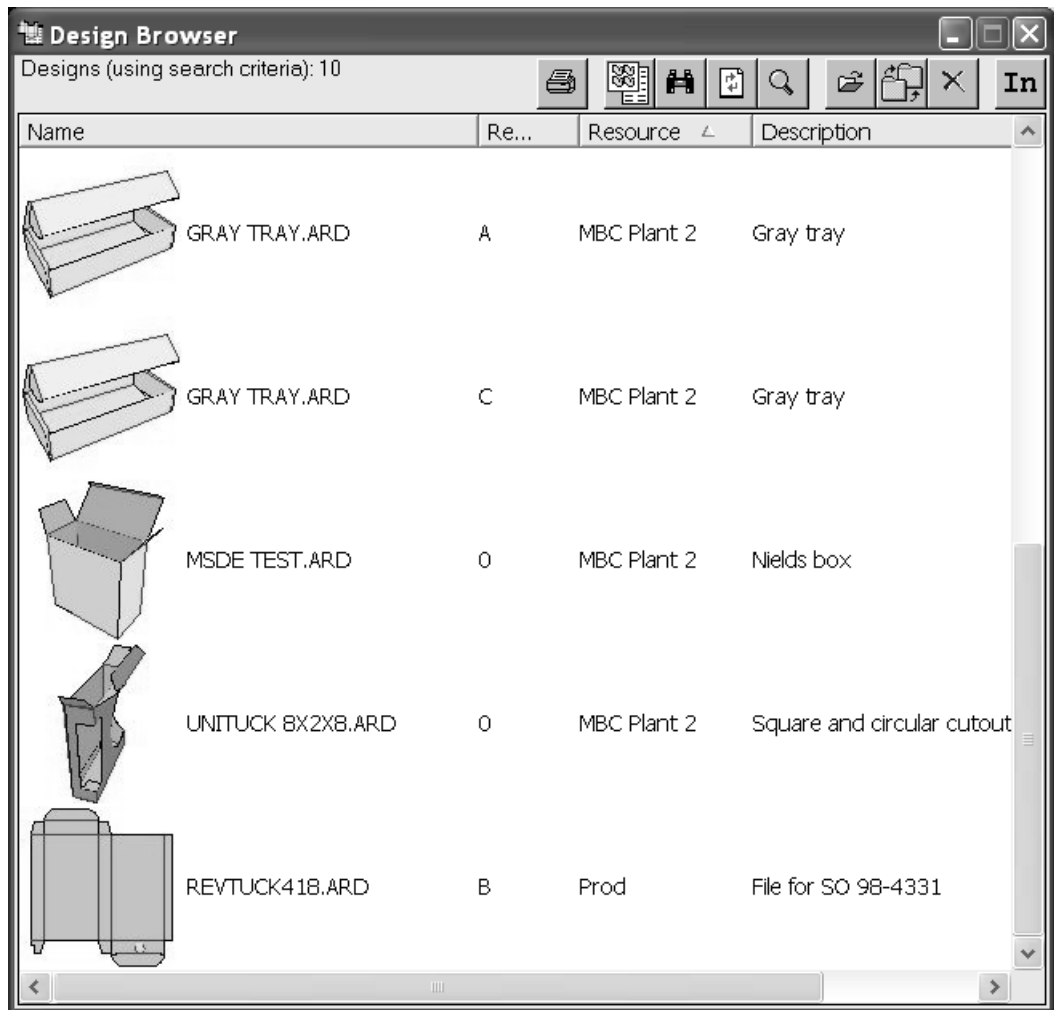 Design Browser
Designs (using search criteria): 10
In
Name Re... Resource Description
GRAY TRAY.ARD A MBC Plant 2 Gray tray
GRAY TRAY.ARD C MBC Plant 2 Gray tray
MSDE TEST.ARD 0 MBC Plant 2 Nields box
UNITUCK 8X2X8.ARD 0 MBC Plant 2 Square and circular cutout
REVTUCK418.ARD B Prod File for SO 98-4331